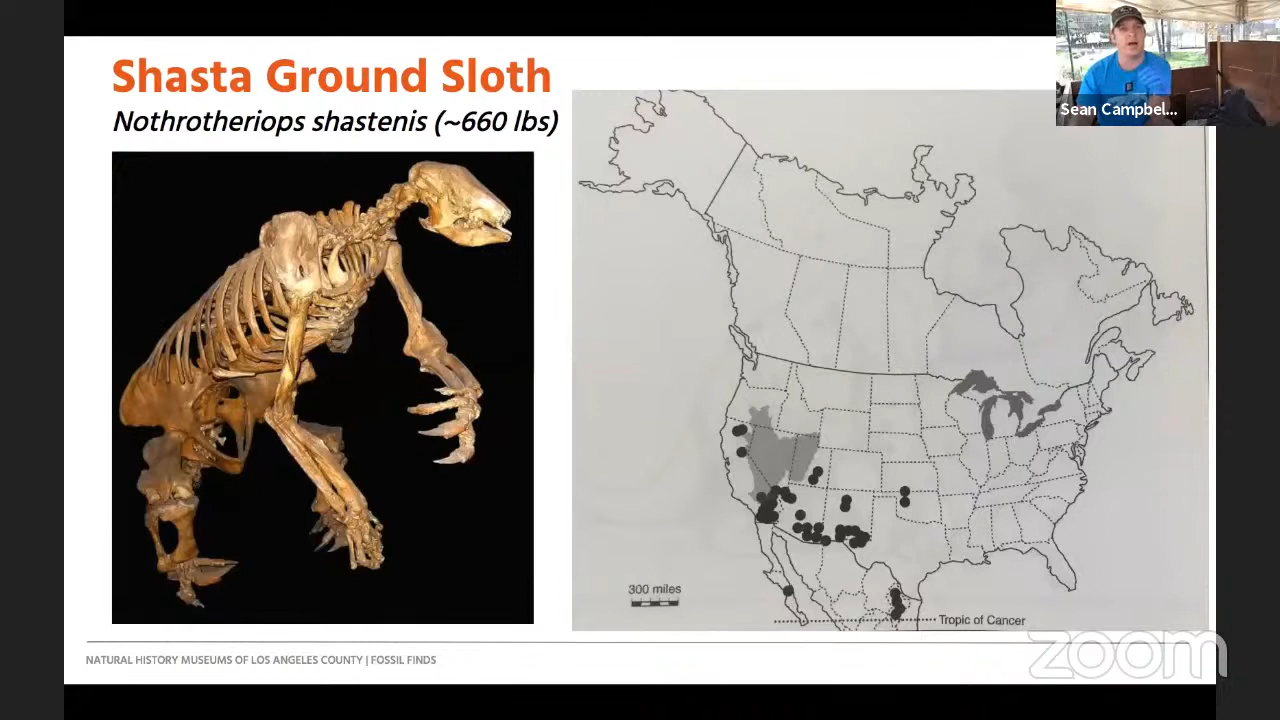 Shasta Ground Sloth
Nothrotheriops shastenis (~660 lbs)
Sean Campbel...
300 miles
Tropic of Cancer
NATURAL HISTORY MUSEUMS OF LOS ANGELES COUNTY | FOSSIL FINDS
zoom